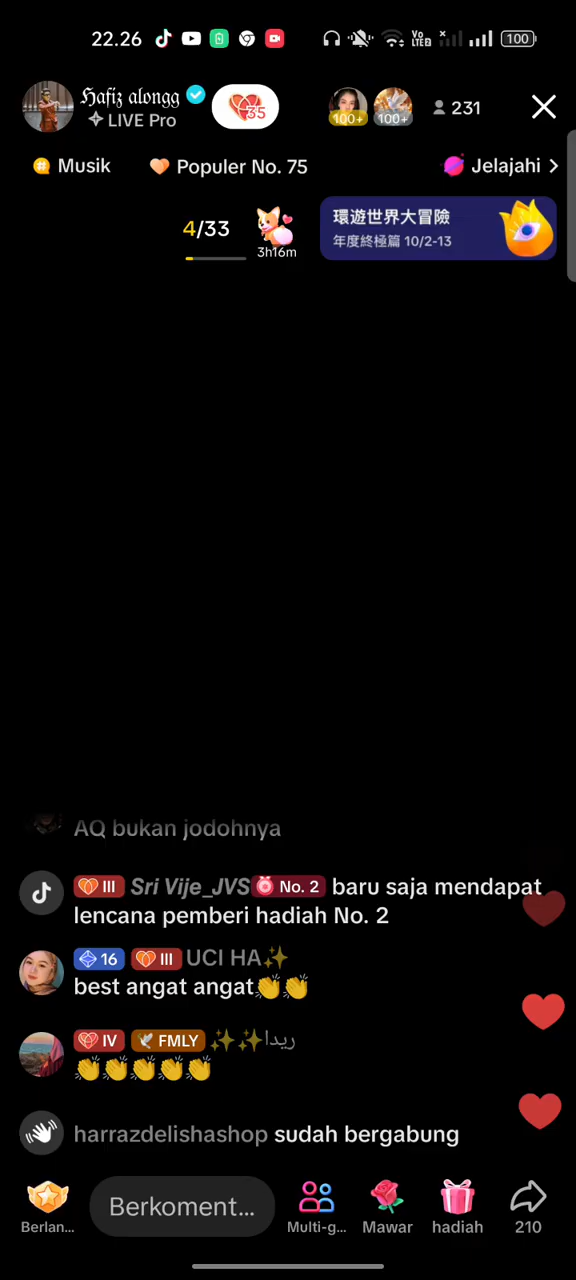 22.26
Vo
LTE2
100
Hafiz alongg
LIVE Pro
35
100+
100+
231
Musik
Populer No. 75
Jelajahi
4/33
3h16m
環遊世界大冒險
年度終極篇 10/2-13
AQ bukan jodohnya
III Sri Vije_JVS No. 2 baru saja mendapat
lencana pemberi hadiah No. 2
16 III UCI HA✨
best angat angat👏👏
IV FMLY ✨✨ريدا
👏👏👏👏👏
harrazdelishashop sudah bergabung
Berlan...
Berkoment...
Multi-g...
Mawar
hadiah
210